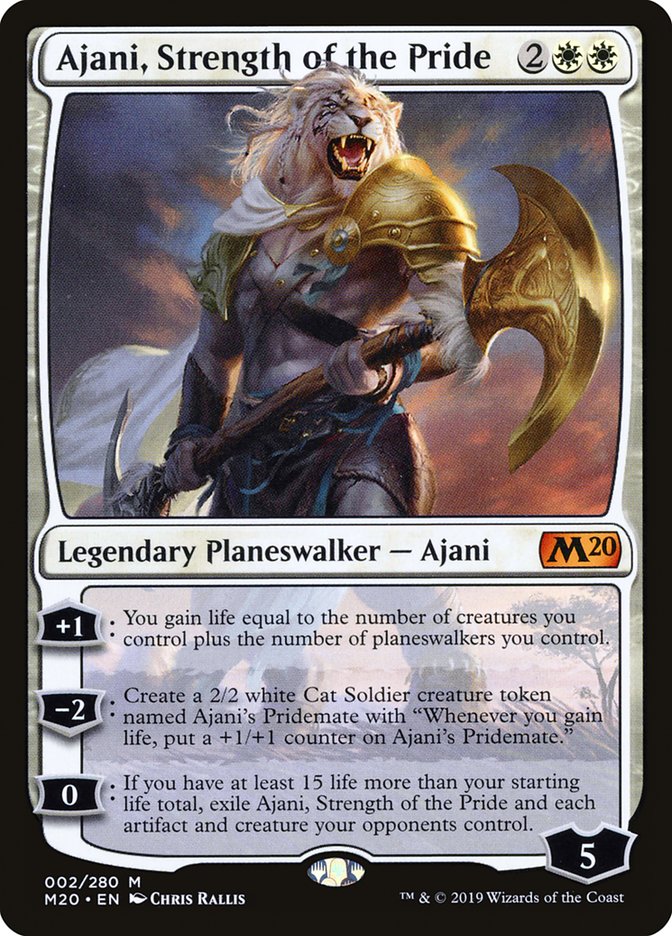 Ajani, Strength of the Pride 2
Legendary Planeswalker — Ajani M20
+1: You gain life equal to the number of creatures you
control plus the number of planeswalkers you control.
−2: Create a 2/2 white Cat Soldier creature token
named Ajani's Pridemate with “Whenever you gain
life, put a +1/+1 counter on Ajani's Pridemate.”
0: If you have at least 15 life more than your starting
life total, exile Ajani, Strength of the Pride and each
artifact and creature your opponents control.
5
002/280 M
M20 • EN Chris Rallis
™ & © 2019 Wizards of the Coast